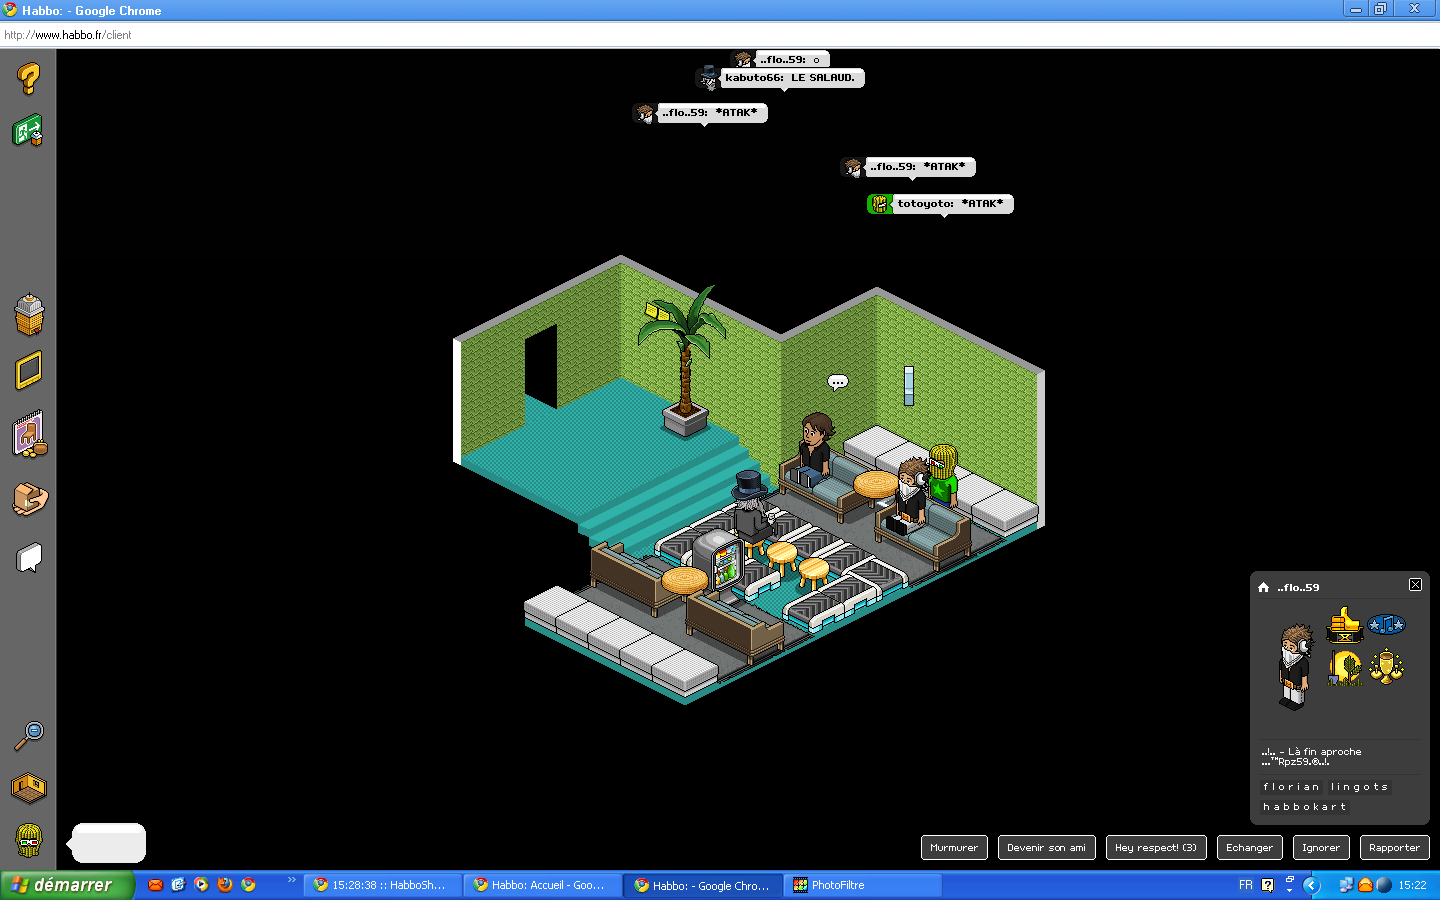 Habbo: - Google Chrome
http://www.habbo.fr/client
..flo..59: o
kabuto66: LE SALAUD.
..flo..59: *ATAK*
..flo..59: *ATAK*
totoyoto: *ATAK*
...
..flo..59
..!.. - Là fin aproche
...™Rpz59.®..!.
florian lingots
habbokart
Murmurer Devenir son ami Hey respect! (3) Echanger Ignorer Rapporter
démarrer 15:28:38 :: HabboSh... Habbo: Accueil - Goo... Habbo: - Google Chro... PhotoFiltre FR 15:22